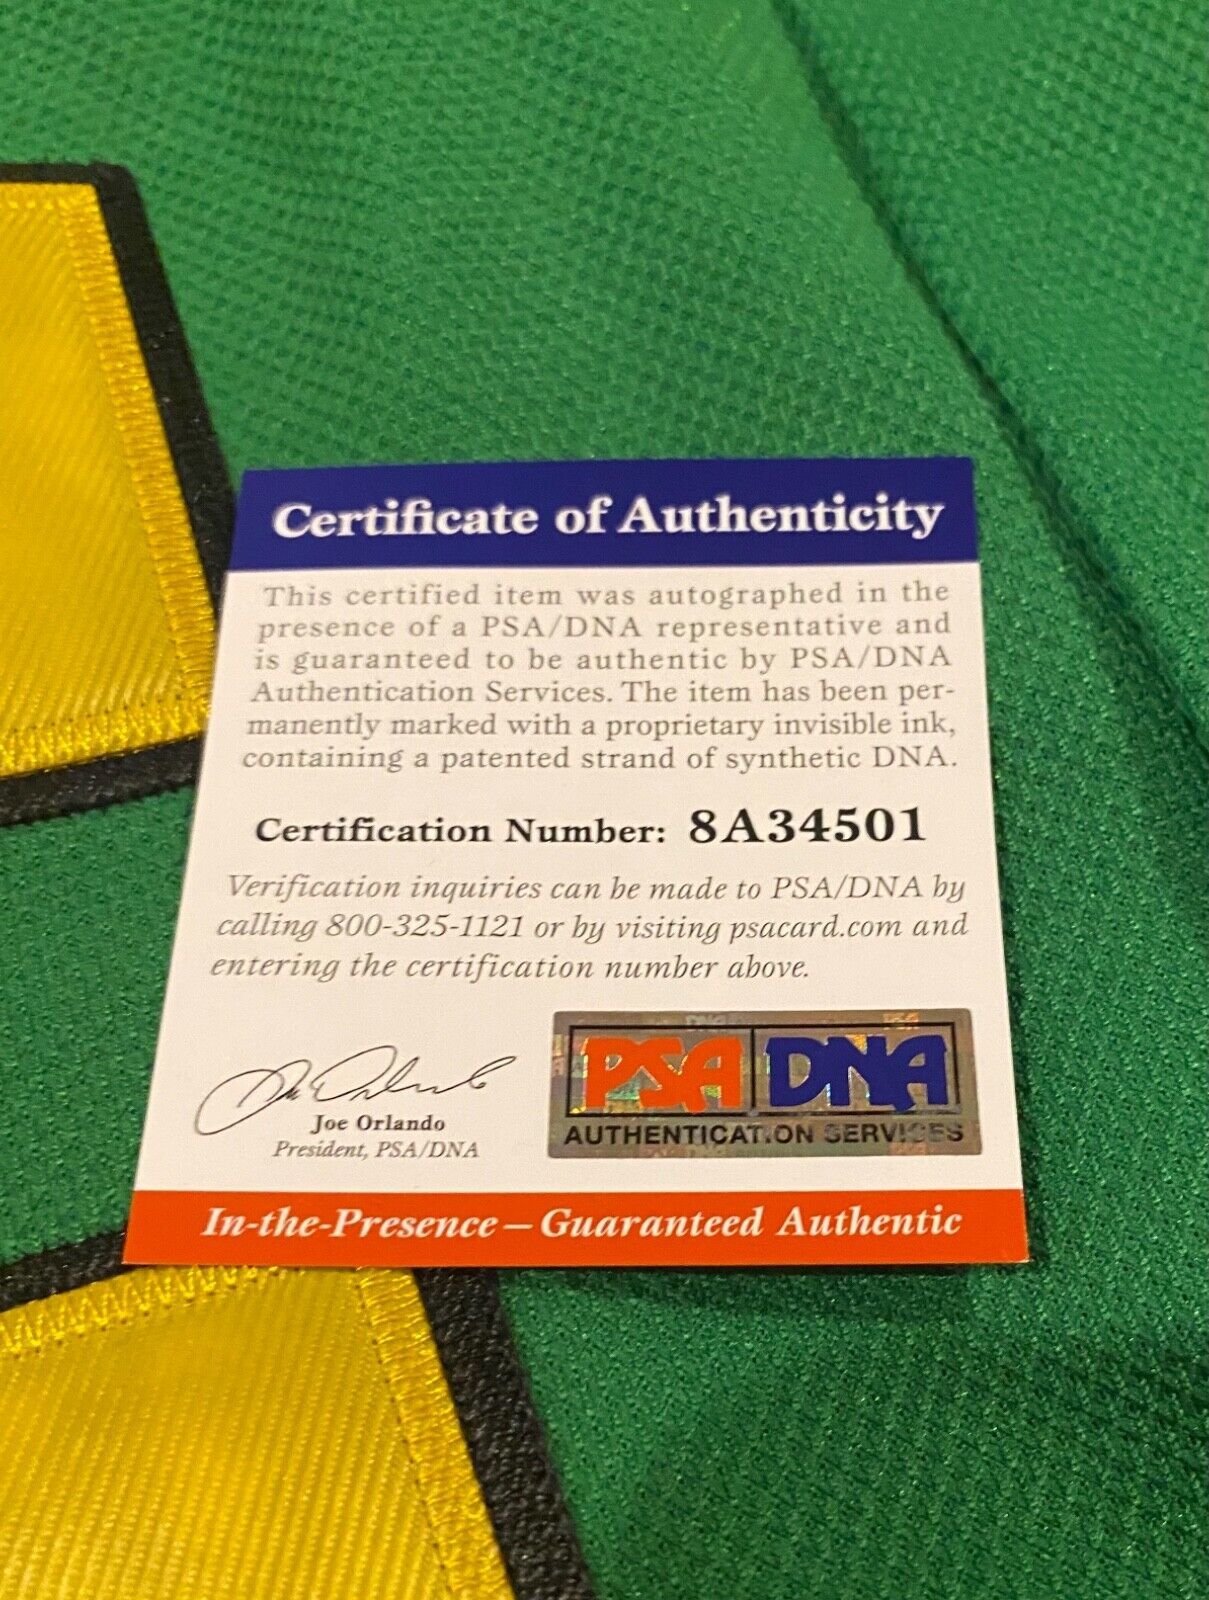 Certificate of Authenticity
This certified item was autographed in the
presence of a PSA/DNA representative and
is guaranteed to be authentic by PSA/DNA
Authentication Services. The item has been per-
manently marked with a proprietary invisible ink,
containing a patented strand of synthetic DNA.
Certification Number: 8A34501
Verification inquiries can be made to PSA/DNA by
calling 800-325-1121 or by visiting psacard.com and
entering the certification number above.
Joe Orlando
President, PSA/DNA
PSA DNA
AUTHENTICATION SERVICES
In-the-Presence – Guaranteed Authentic